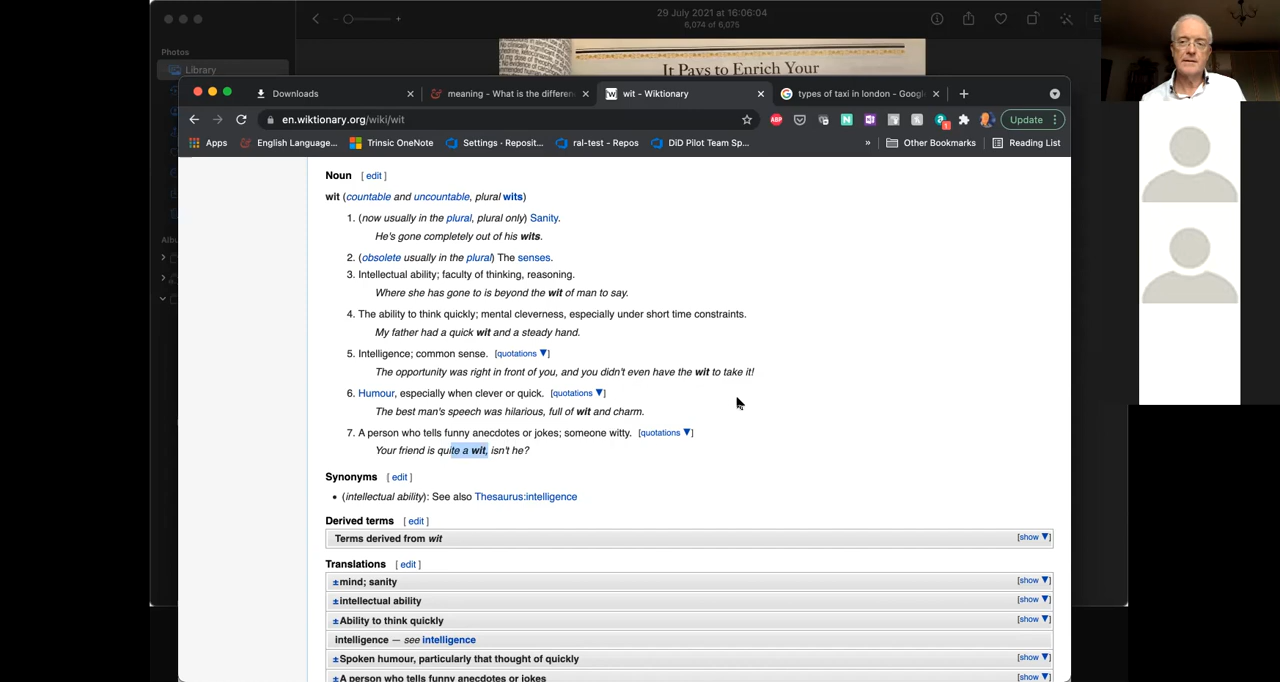 29 July 2021 at 16:06:04
6,074 of 6,075
Photos
Library
It Pays to Enrich Your
Downloads
meaning - What is the differen
wit - Wiktionary
types of taxi in london - Googl
en.wiktionary.org/wiki/wit
Update
Apps
English Language...
Trinsic OneNote
Settings · Reposit...
ral-test - Repos
DiD Pilot Team Sp...
»
Other Bookmarks
Reading List
Noun [ edit ]
wit (countable and uncountable, plural wits)
1. (now usually in the plural, plural only) Sanity.
He's gone completely out of his wits.
2. (obsolete usually in the plural) The senses.
3. Intellectual ability; faculty of thinking, reasoning.
Where she has gone to is beyond the wit of man to say.
4. The ability to think quickly; mental cleverness, especially under short time constraints.
My father had a quick wit and a steady hand.
5. Intelligence; common sense. [quotations ▼]
The opportunity was right in front of you, and you didn't even have the wit to take it!
6. Humour, especially when clever or quick. [quotations ▼]
The best man's speech was hilarious, full of wit and charm.
7. A person who tells funny anecdotes or jokes; someone witty. [quotations ▼]
Your friend is quite a wit, isn't he?
Synonyms [ edit ]
• (intellectual ability): See also Thesaurus:intelligence
Derived terms [ edit ]
Terms derived from wit [show ▼]
Translations [ edit ]
±mind; sanity [show ▼]
±intellectual ability [show ▼]
±Ability to think quickly [show ▼]
intelligence — see intelligence
±Spoken humour, particularly that thought of quickly [show ▼]
±A person who tells funny anecdotes or jokes [show ▼]